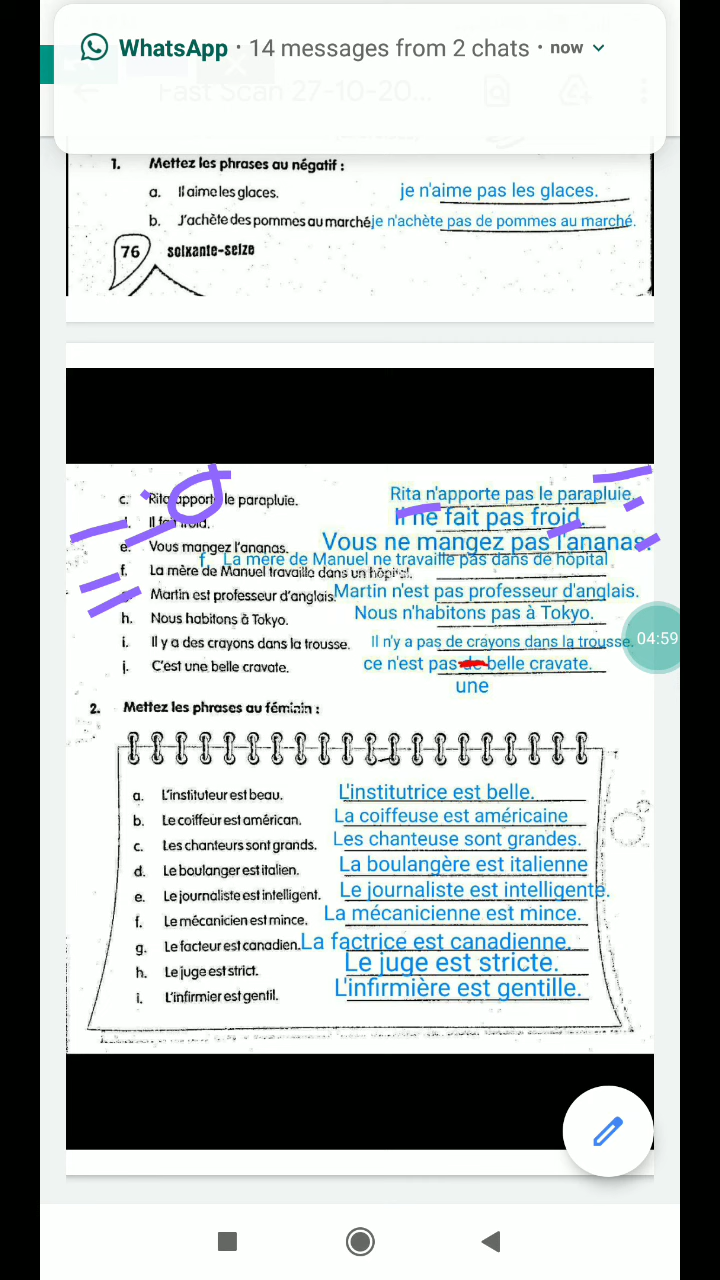 WhatsApp · 14 messages from 2 chats · now
Fast Scan 27-10-20...
1. Mettez les phrases au négatif :
a. Il aime les glaces. je n'aime pas les glaces.
b. J'achète des pommes au marché je n'achète pas de pommes au marché.
76 soixante-seize
c. Rita apporte le parapluie. Rita n'apporte pas le parapluie.
d. Il fait froid. Il ne fait pas froid.
e. Vous mangez l'ananas. Vous ne mangez pas l'ananas.
f. La mère de Manuel ne travaille pas dans de hôpital
f. La mère de Manuel travaille dans un hôpital.
Martin est professeur d'anglais. Martin n'est pas professeur d'anglais.
h. Nous habitons à Tokyo. Nous n'habitons pas à Tokyo.
i. Il y a des crayons dans la trousse. Il n'y a pas de crayons dans la trousse.
04:59
j. C'est une belle cravate. ce n'est pas de belle cravate.
une
2. Mettez les phrases au féminin :
a. L'instituteur est beau. L'institutrice est belle.
b. Le coiffeur est américan. La coiffeuse est américaine
c. Les chanteurs sont grands. Les chanteuse sont grandes.
d. Le boulanger est italien. La boulangère est italienne
e. Le journaliste est intelligent. Le journaliste est intelligente.
f. Le mécanicien est mince. La mécanicienne est mince.
g. Le facteur est canadien. La factrice est canadienne.
h. Le juge est strict. Le juge est stricte.
i. L'infirmier est gentil. L'infirmière est gentille.